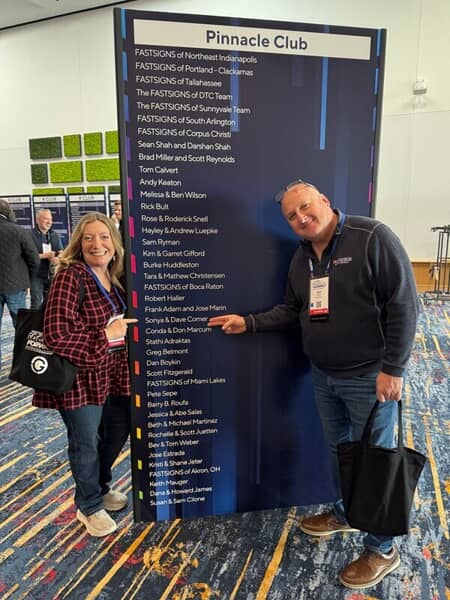 Pinnacle Club
FASTSIGNS of Northeast Indianapolis
FASTSIGNS of Portland - Clackamas
FASTSIGNS of Tallahassee
The FASTSIGNS of DTC Team
The FASTSIGNS of Sunnyvale Team
FASTSIGNS of South Arlington
FASTSIGNS of Corpus Christi
Sean Shah and Darshan Shah
Brad Miller and Scott Reynolds
Tom Calvert
Andy Keaton
Melissa & Ben Wilson
Rick Bult
Rose & Roderick Snell
Hayley & Andrew Luepke
Sam Ryman
Kim & Garret Gifford
Burke Huddleston
Tara & Mathew Christensen
FASTSIGNS of Boca Raton
Robert Haller
Frank Adam and Jose Marin
Sonya & Dave Comer
Conda & Don Marcum
Stathi Adraktas
Greg Belmont
Dan Boykin
Scott Fitzgerald
FASTSIGNS of Miami Lakes
Pete Sepe
Barry B. Roufa
Jessica & Abe Salas
Beth & Michael Martinez
Rochelle & Scott Juetten
Bev & Tom Weber
Jose Estrada
Kristi & Shane Jeter
FASTSIGNS of Akron, OH
Keith Mauger
Dana & Howard James
Susan & Sam Cilone